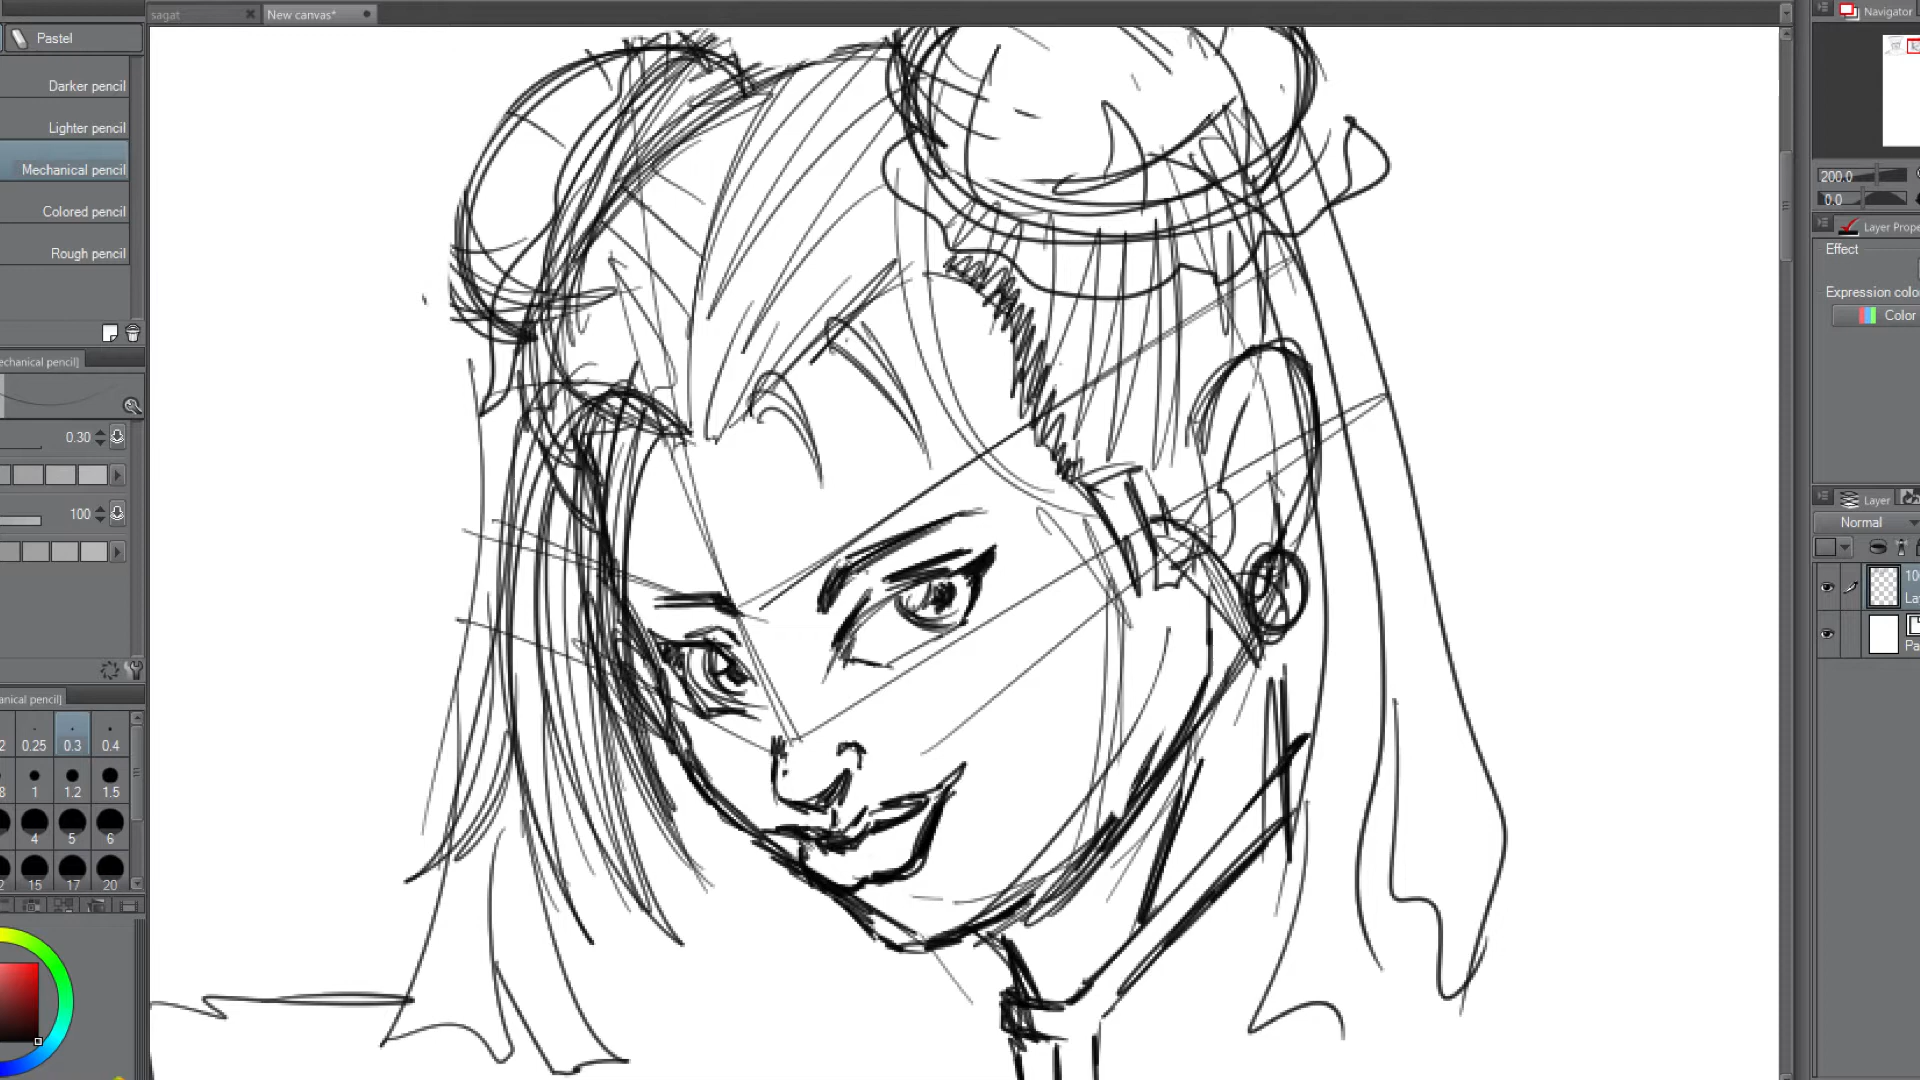 sagat
New canvas*
Pastel
Darker pencil
Lighter pencil
Mechanical pencil
Colored pencil
Rough pencil
0.30
100
0.25 0.3 0.4
1 1.2 1.5
4 5 6
15 17 20
Navigator
200.0
0.0
Effect
Color
Layer
Normal